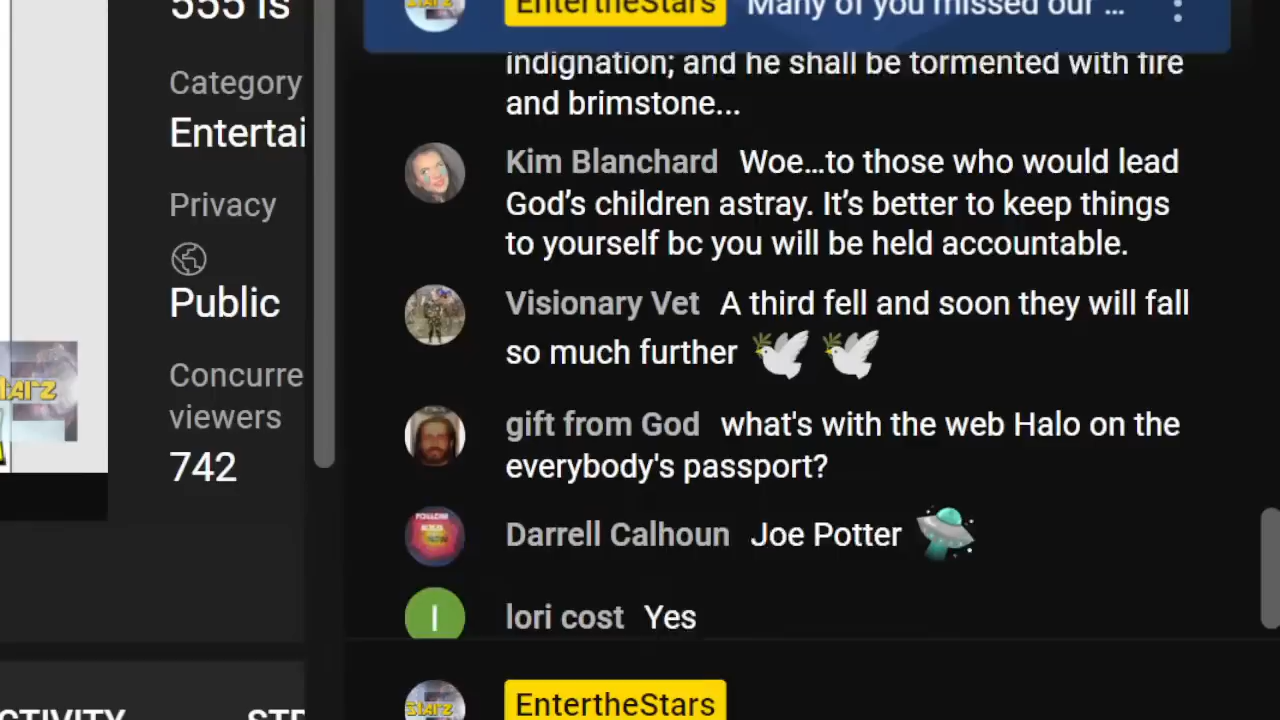 555 is
Category
Entertai
Privacy
Public
Concurre
viewers
742
EntertheStars Many of you missed our ...
indignation; and he shall be tormented with fire
and brimstone...
Kim Blanchard Woe...to those who would lead
God’s children astray. It’s better to keep things
to yourself bc you will be held accountable.
Visionary Vet A third fell and soon they will fall
so much further 🕊 🕊
gift from God what's with the web Halo on the
everybody's passport?
Darrell Calhoun Joe Potter 🛸
I lori cost Yes
EntertheStars